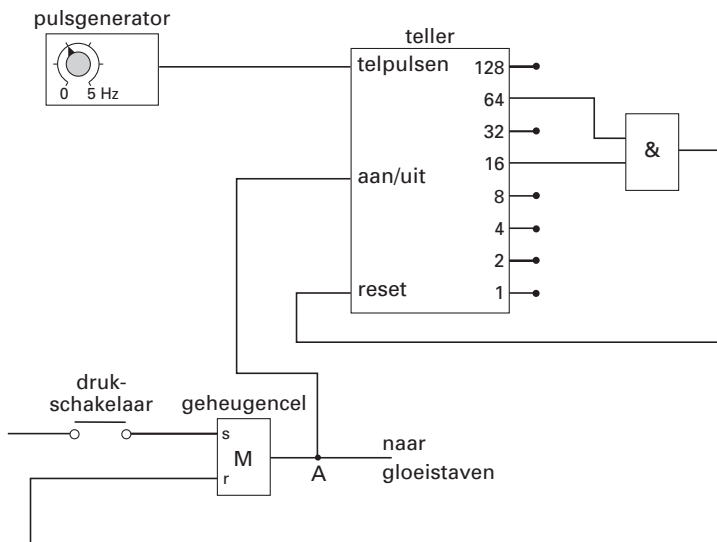 pulsgenerator
0 5 Hz
teller
telpulsen
aan/uit
reset
128
64
32
16
8
4
2
1
&
druk-
schakelaar
geheugencel
s
M
r
A
naar
gloeistaven